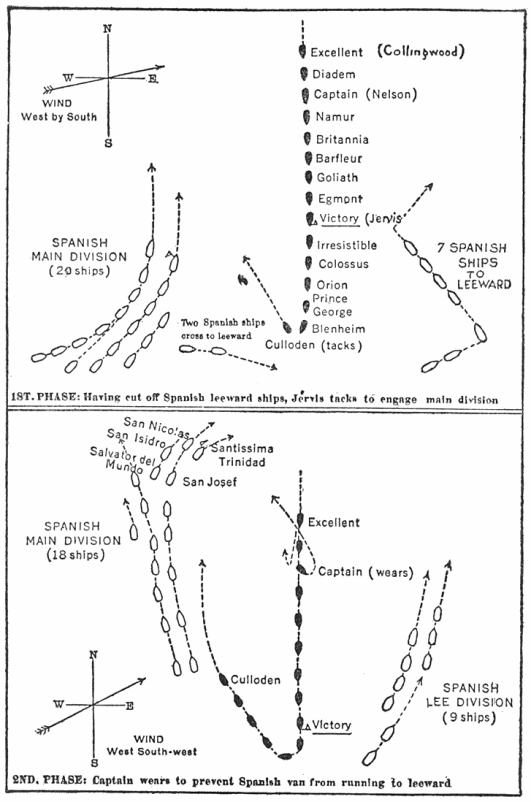 N
W E.
S
WIND
West by South
Excellent (Collingwood)
Diadem
Captain (Nelson)
Namur
Britannia
Barfleur
Goliath
Egmont
Victory (Jervis)
Irresistible
Colossus
Orion
Prince
George
Blenheim
Culloden (tacks)
SPANISH
MAIN DIVISION
(20 ships)
Two Spanish ships
cross to leeward
7 SPANISH
SHIPS
TO
LEEWARD
1ST. PHASE: Having cut off Spanish leeward ships, Jervis tacks to engage main division
San Nicolas
San Isidro
Salvator del
Mundo
Santissima
Trinidad
San Josef
SPANISH
MAIN DIVISION
(18 ships)
Excellent
Captain (wears)
Culloden
Victory
SPANISH
LEE DIVISION
(9 ships)
N
W E
S
WIND
West South-west
2ND. PHASE: Captain wears to prevent Spanish van from running to leeward